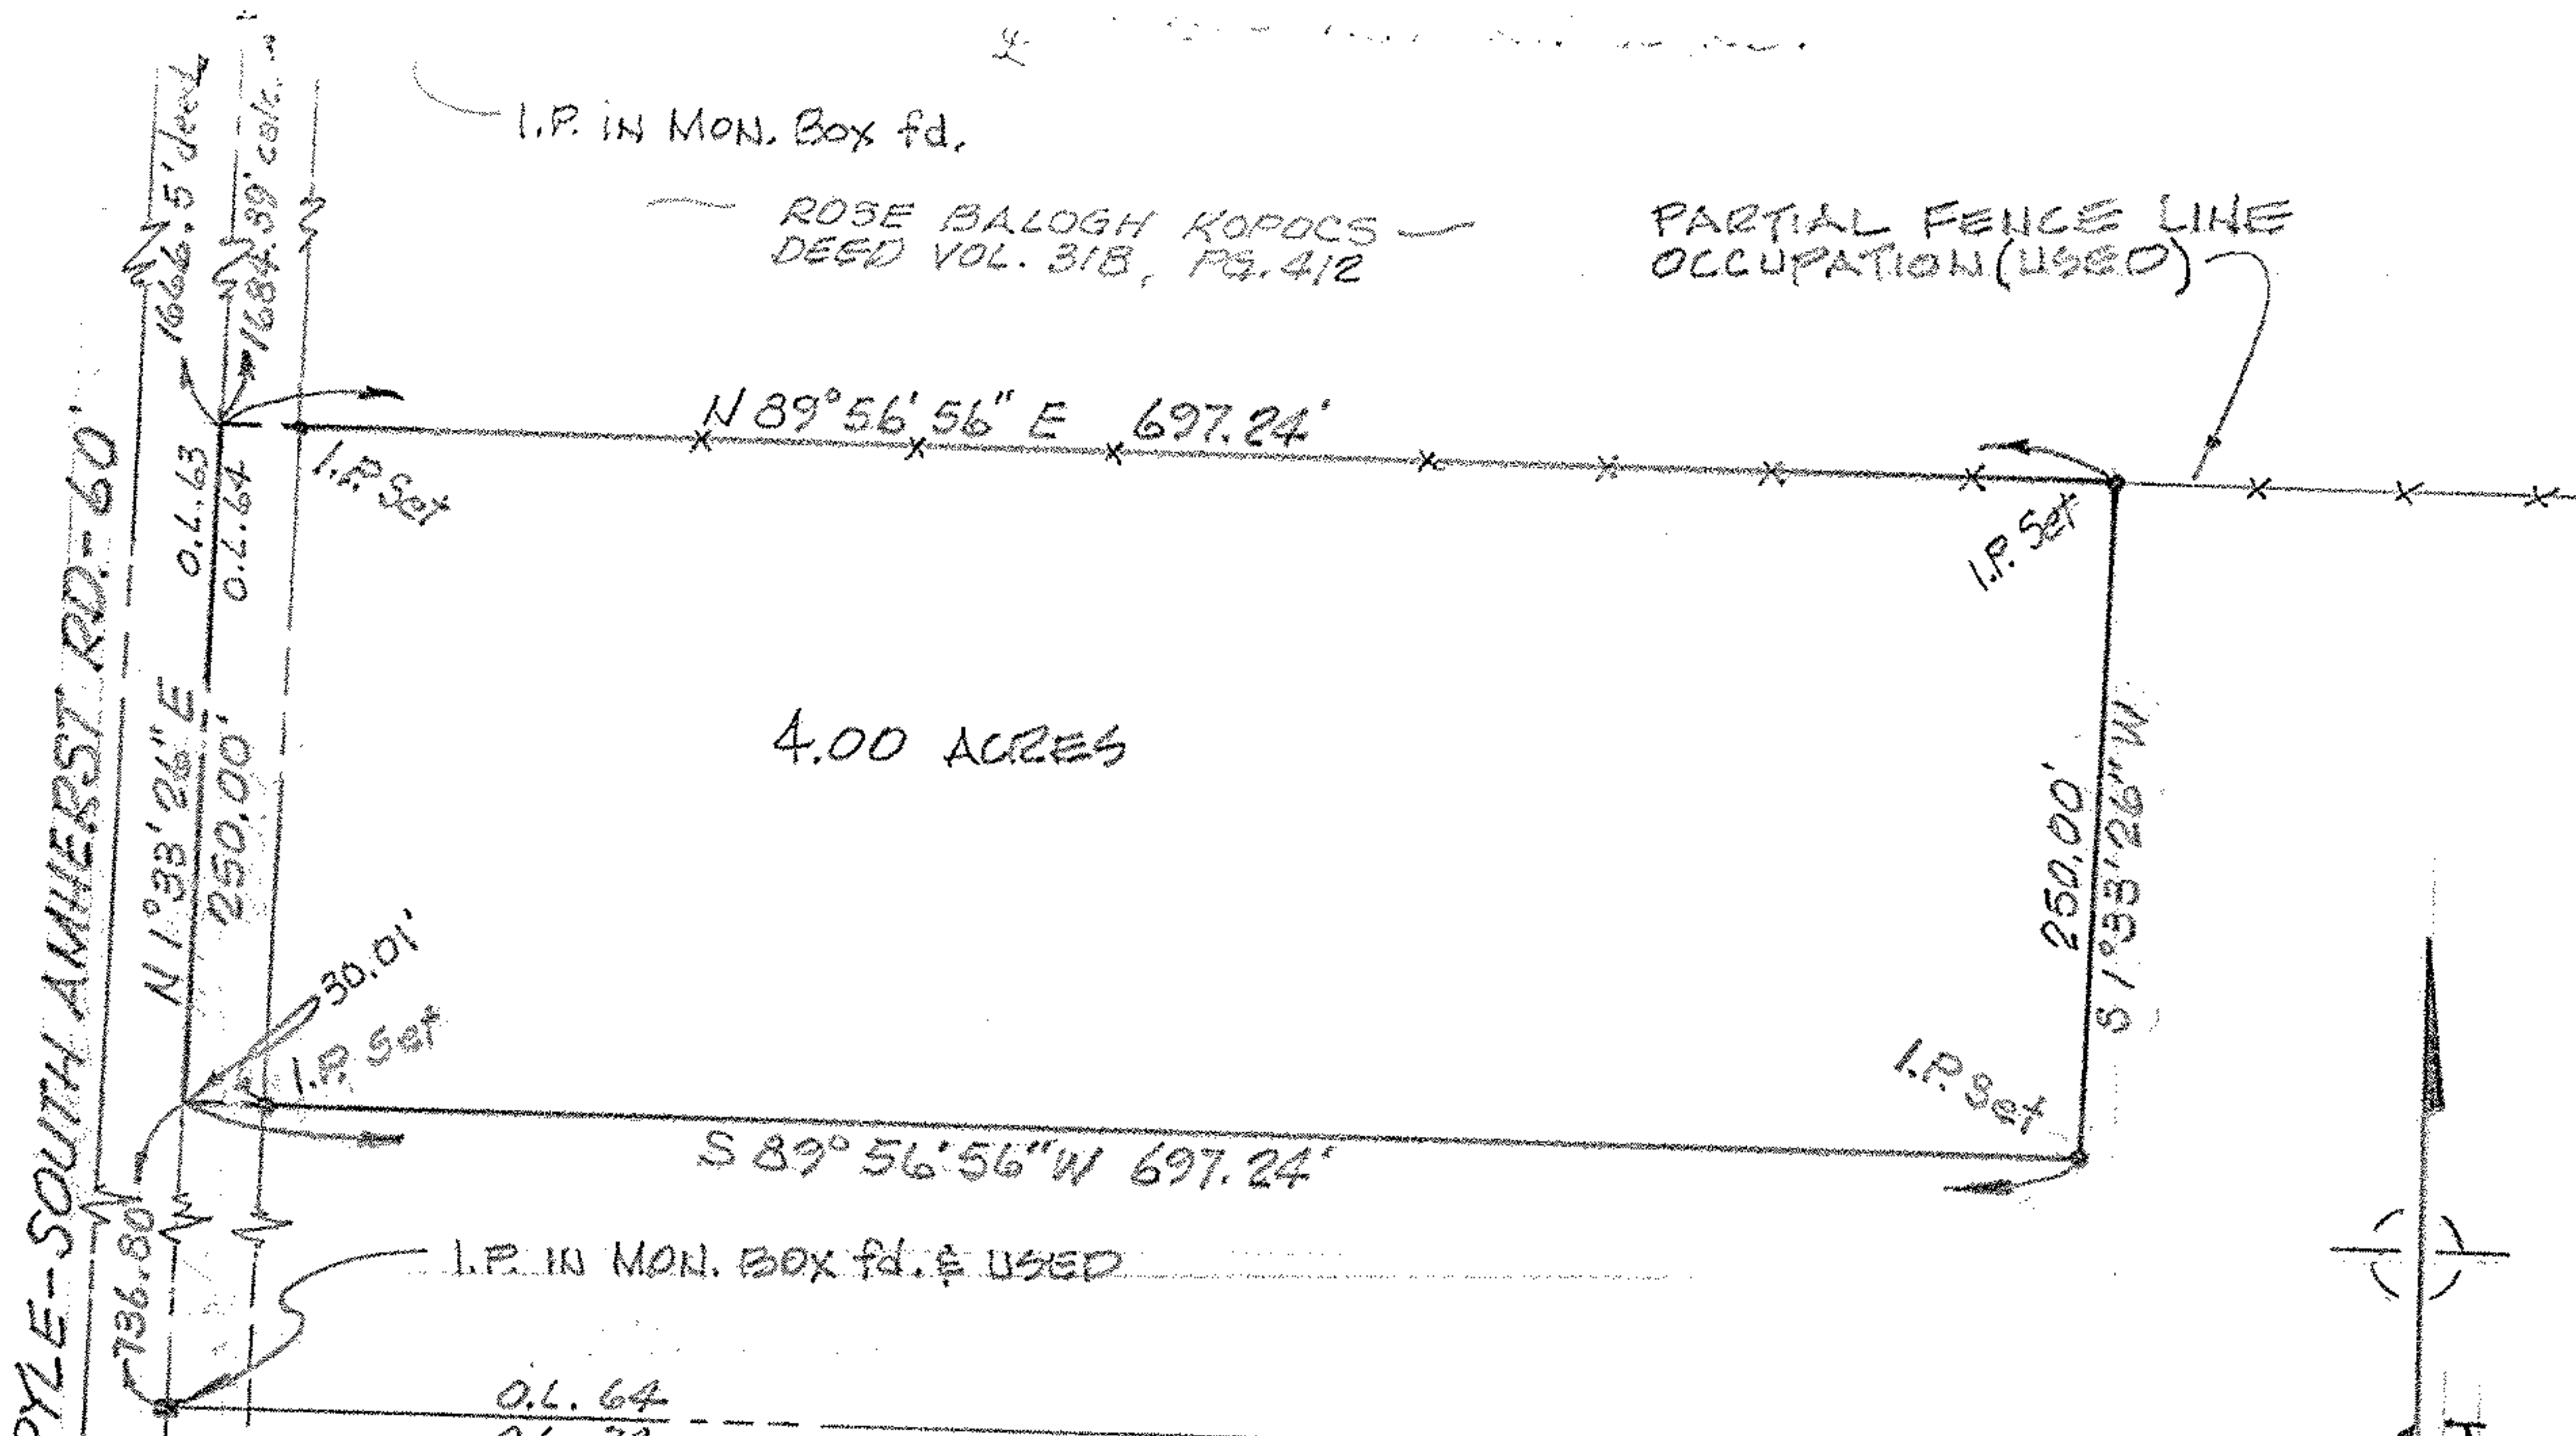 I.P. IN MON. BOX fd.
1666.5' deed
1684.39' calc.
ROSE BALOGH KOPOCS
DEED VOL. 318, PG. 412
PARTIAL FENCE LINE
OCCUPATION (USED)
N 89° 56' 56" E 697.24'
I.P. Set
I.P. Set
O.L. 63
O.L. 64
PYLE-SOUTH AMHERST RD.- 60'
N 1° 33' 26" E
250.00'
4.00 ACRES
250.00'
S 1° 33' 26" W
30.01'
I.P. Set
I.P. Set
S 89° 56' 56" W 697.24'
736.80'
I.P. IN MON. BOX fd. & USED
O.L. 64